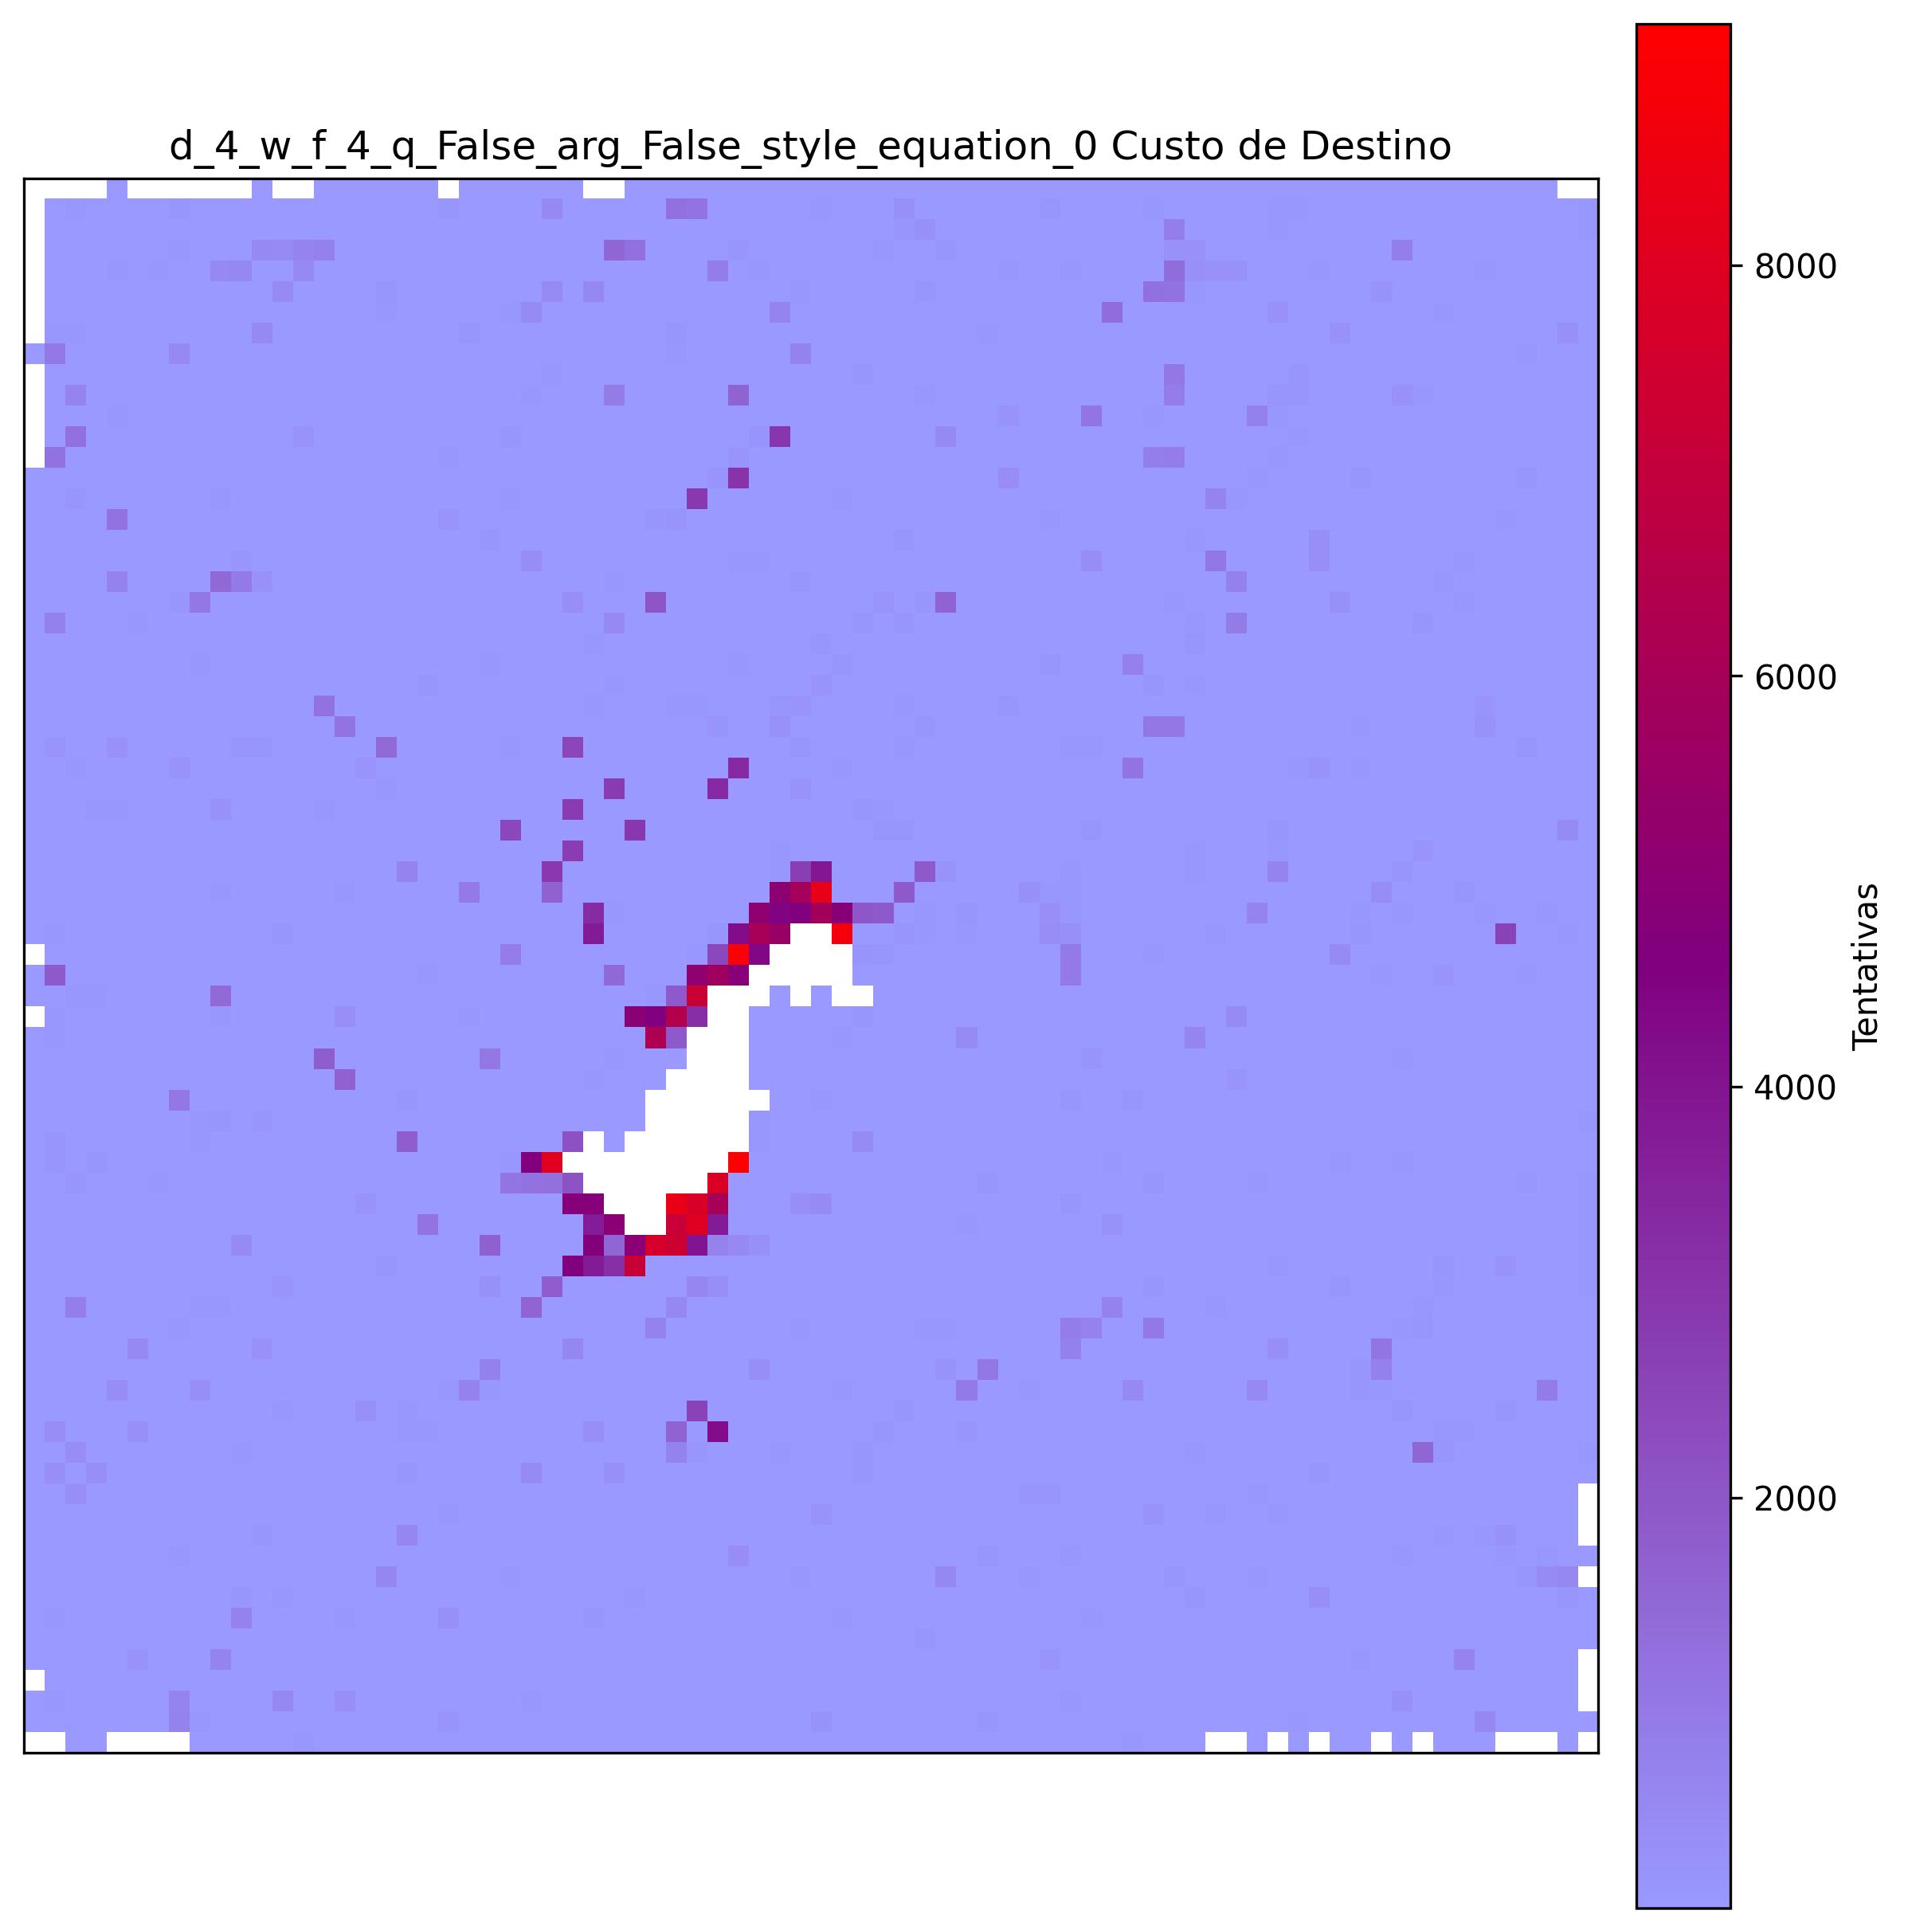 d_4_w_f_4_q_False_arg_False_style_equation_0 Custo de Destino
8000
6000
4000
2000
Tentativas